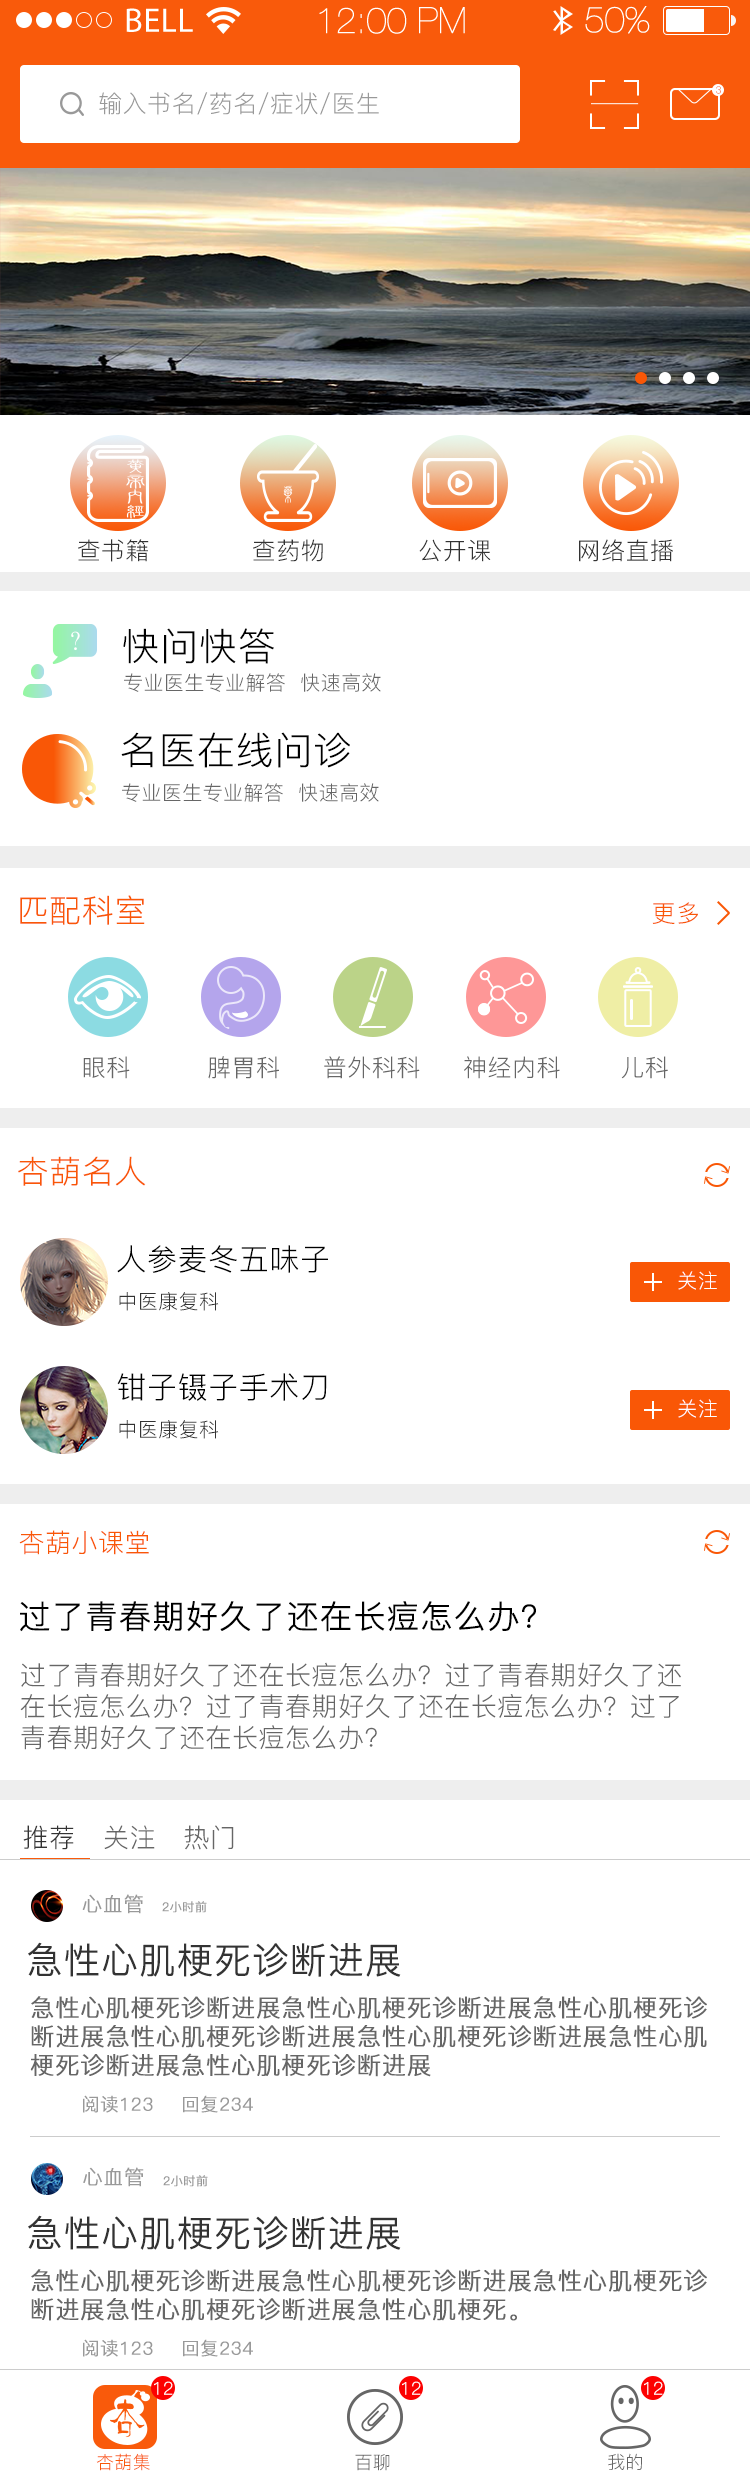 BELL 12:00 PM 50%
输入书名/药名/症状/医生
3
黄帝内經
查书籍 查药物 公开课 网络直播
?
快问快答
专业医生专业解答 快速高效
名医在线问诊
专业医生专业解答 快速高效
匹配科室 更多
眼科 脾胃科 普外科科 神经内科 儿科
杏葫名人
人参麦冬五味子
中医康复科
+ 关注
钳子镊子手术刀
中医康复科
+ 关注
杏葫小课堂
过了青春期好久了还在长痘怎么办？
过了青春期好久了还在长痘怎么办？过了青春期好久了还
在长痘怎么办？过了青春期好久了还在长痘怎么办？过了
青春期好久了还在长痘怎么办？
推荐 关注 热门
心血管 2小时前
急性心肌梗死诊断进展
急性心肌梗死诊断进展急性心肌梗死诊断进展急性心肌梗死诊
断进展急性心肌梗死诊断进展急性心肌梗死诊断进展急性心肌
梗死诊断进展急性心肌梗死诊断进展
阅读123 回复234
心血管 2小时前
急性心肌梗死诊断进展
急性心肌梗死诊断进展急性心肌梗死诊断进展急性心肌梗死诊
断进展急性心肌梗死诊断进展急性心肌梗死。
阅读123 回复234
12 12 12
杏葫集 百聊 我的